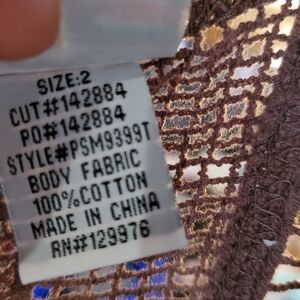 SIZE:2
CUT#142884
PO#142884
STYLE#PSM9399T
BODY FABRIC
100%COTTON
MADE IN CHINA
RN#129976